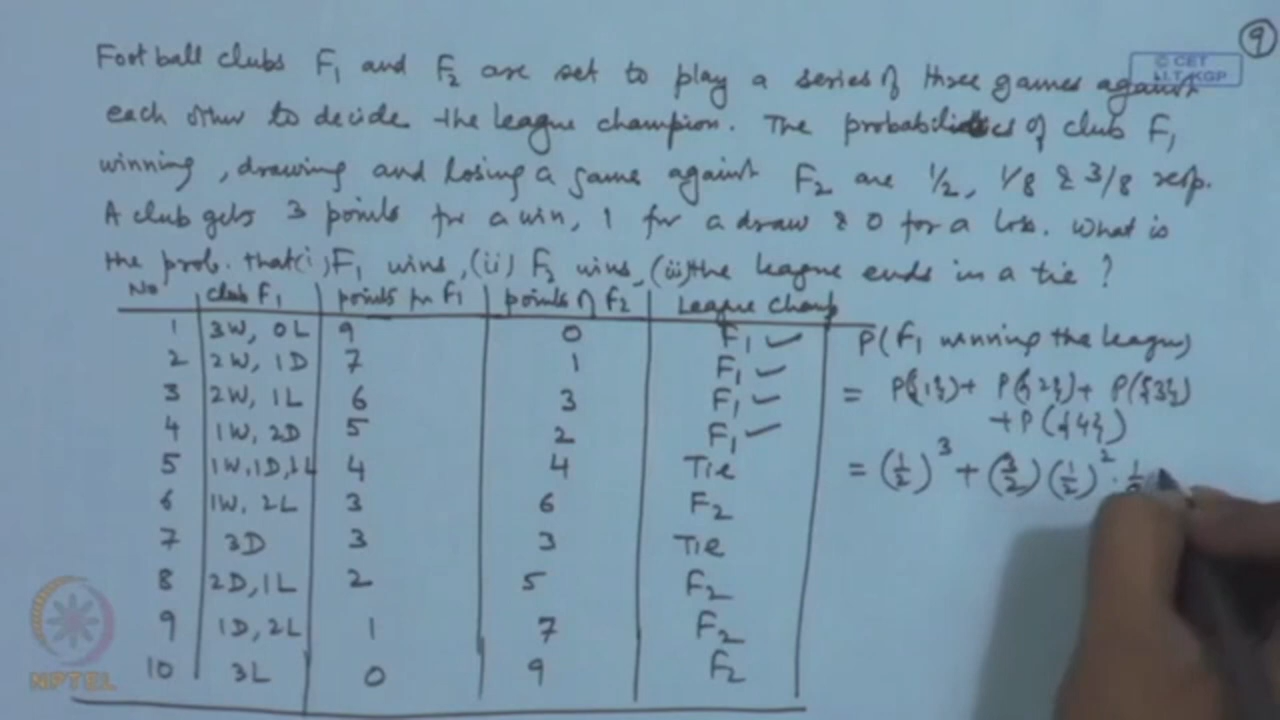 9
© CET
I.I.T. KGP
Foot ball clubs F₁ and F₂ are set to play a series of three games against
each other to decide the league champion. The probabilities of club F₁
winning, drawing and losing a game against F₂ are 1/2, 1/8 & 3/8 resp.
A club gets 3 points for a win, 1 for a draw & 0 for a loss. What is
the prob. that (i) F₁ wins, (ii) F₂ wins, (iii) the league ends in a tie?
No | club F₁ | points for F₁ | points of F₂ | League Champ
1 | 3W, 0L | 9 | 0 | F₁ ✓
2 | 2W, 1D | 7 | 1 | F₁ ✓
3 | 2W, 1L | 6 | 3 | F₁ ✓
4 | 1W, 2D | 5 | 2 | F₁ ✓
5 | 1W, 1D, 1L | 4 | 4 | Tie
6 | 1W, 2L | 3 | 6 | F₂
7 | 3D | 3 | 3 | Tie
8 | 2D, 1L | 2 | 5 | F₂
9 | 1D, 2L | 1 | 7 | F₂
10 | 3L | 0 | 9 | F₂
P(F₁ winning the league)
= P({1}) + P({2}) + P({3})
+ P({4})
= (1/2)³ + (3/2)(1/2)² ·
NPTEL